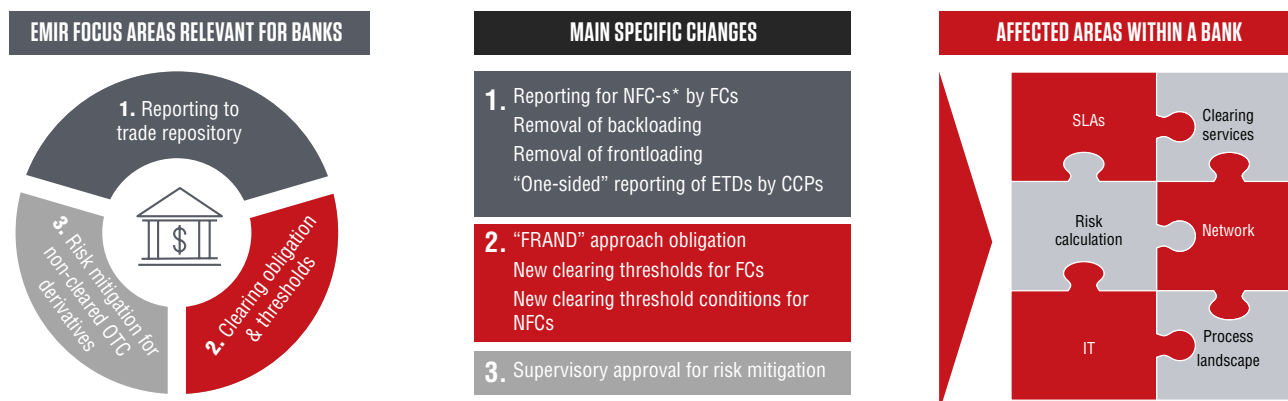 EMIR FOCUS AREAS RELEVANT FOR BANKS
1. Reporting to
trade repository
2. Clearing obligation
& thresholds
3. Risk mitigation for
non-cleared OTC
derivatives
$
MAIN SPECIFIC CHANGES
1. Reporting for NFC-s* by FCs
Removal of backloading
Removal of frontloading
“One-sided” reporting of ETDs by CCPs
2. “FRAND” approach obligation
New clearing thresholds for FCs
New clearing threshold conditions for
NFCs
3. Supervisory approval for risk mitigation
AFFECTED AREAS WITHIN A BANK
SLAs
Clearing
services
Risk
calculation
Network
IT
Process
landscape